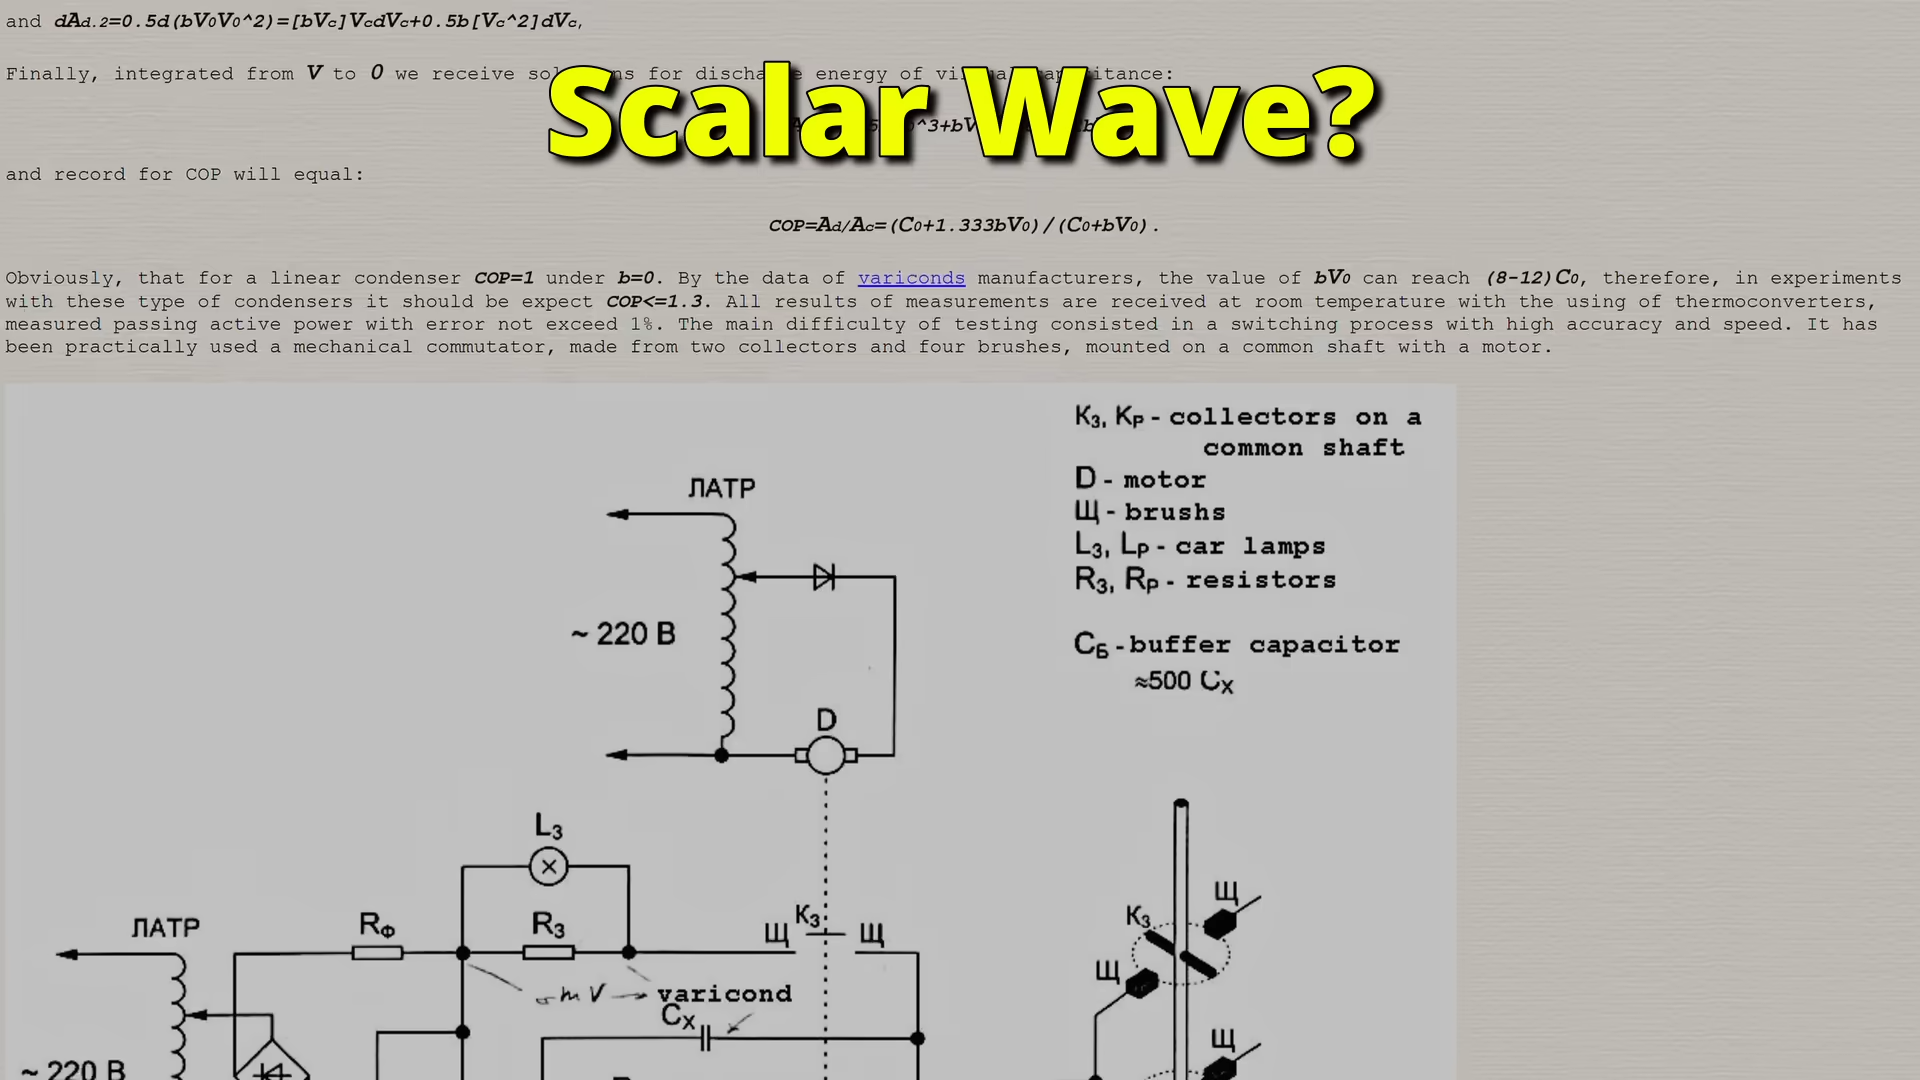 and dAd.2=0.5d(bV0V0^2)=[bVc]VcdVc+0.5b[Vc^2]dVc,
Finally, integrated from V to 0 we receive for energy of
Scalar Wave?
and record for COP will equal:
COP=Ad/Ac=(C0+1.333bV0)/(C0+bV0).
Obviously, that for a linear condenser COP=1 under b=0. By the data of variconds manufacturers, the value of bV0 can reach (8-12)C0, therefore, in experiments
with these type of condensers it should be expect COP<=1.3. All results of measurements are received at room temperature with the using of thermoconverters,
measured passing active power with error not exceed 1%. The main difficulty of testing consisted in a switching process with high accuracy and speed. It has
been practically used a mechanical commutator, made from two collectors and four brushes, mounted on a common shaft with a motor.
K3, KP - collectors on a
common shaft
D - motor
Щ - brushs
L3, LP - car lamps
R3, RP - resistors
CБ - buffer capacitor
≈500 CX
ЛАТР
~ 220 В
D
L3
ЛАТР
RФ
R3
Щ
K3
Щ
mV
varicond
CX
~ 220 В
K3
Щ
Щ
Щ